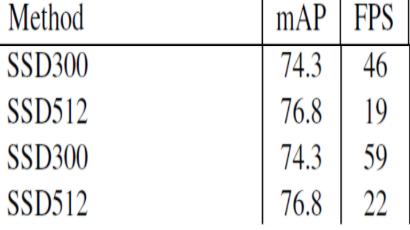 Method mAP FPS
SSD300 74.3 46
SSD512 76.8 19
SSD300 74.3 59
SSD512 76.8 22